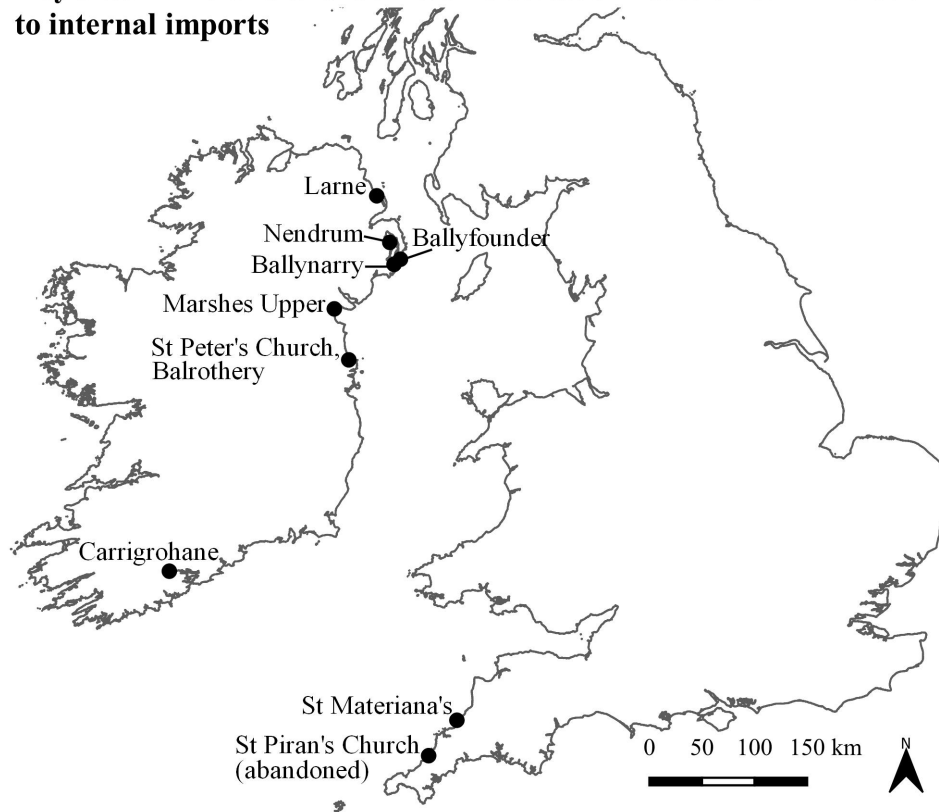 to internal imports
Larne
Nendrum
Ballyfounder
Ballynarry
Marshes Upper
St Peter's Church,
Balrothery
Carrigrohane
St Materiana's
St Piran's Church
(abandoned)
0 50 100 150 km
N